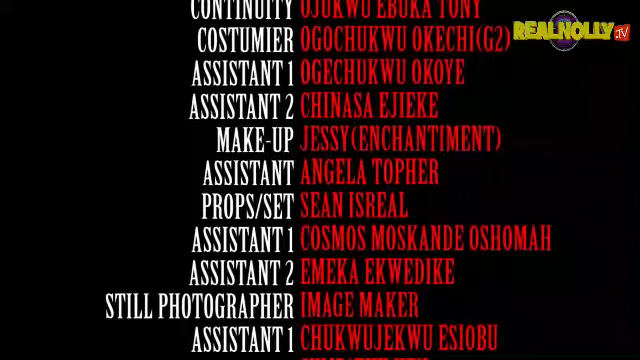 CONTINUITY OJUKWU EBUKA TONY
REALNOLLY TV
COSTUMIER OGOCHUKWU OKECHI(G2)
ASSISTANT 1 OGECHUKWU OKOYE
ASSISTANT 2 CHINASA EJIEKE
MAKE-UP JESSY(ENCHANTIMENT)
ASSISTANT ANGELA TOPHER
PROPS/SET SEAN ISREAL
ASSISTANT 1 COSMOS MOSKANDE OSHOMAH
ASSISTANT 2 EMEKA EKWEDIKE
STILL PHOTOGRAPHER IMAGE MAKER
ASSISTANT 1 CHUKWUJEKWU ESIOBU